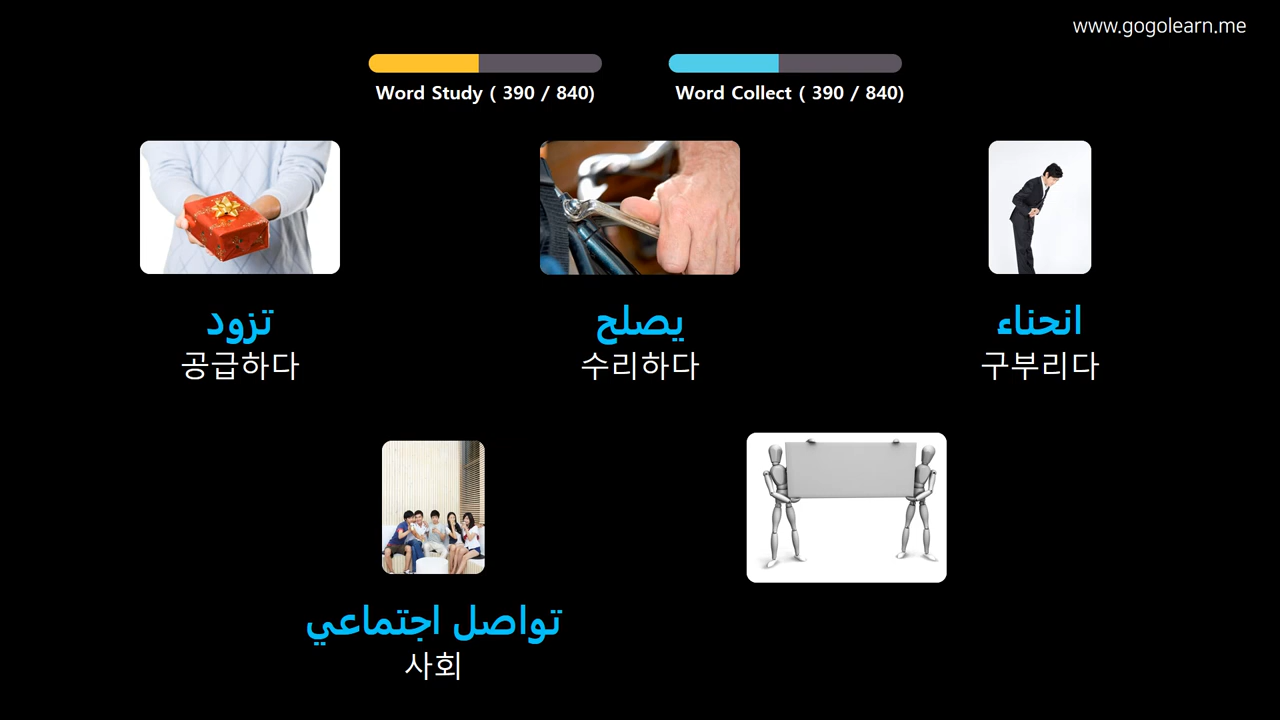 www.gogolearn.me
Word Study ( 390 / 840)
Word Collect ( 390 / 840)
تزود
공급하다
يصلح
수리하다
انحناء
구부리다
تواصل اجتماعي
사회